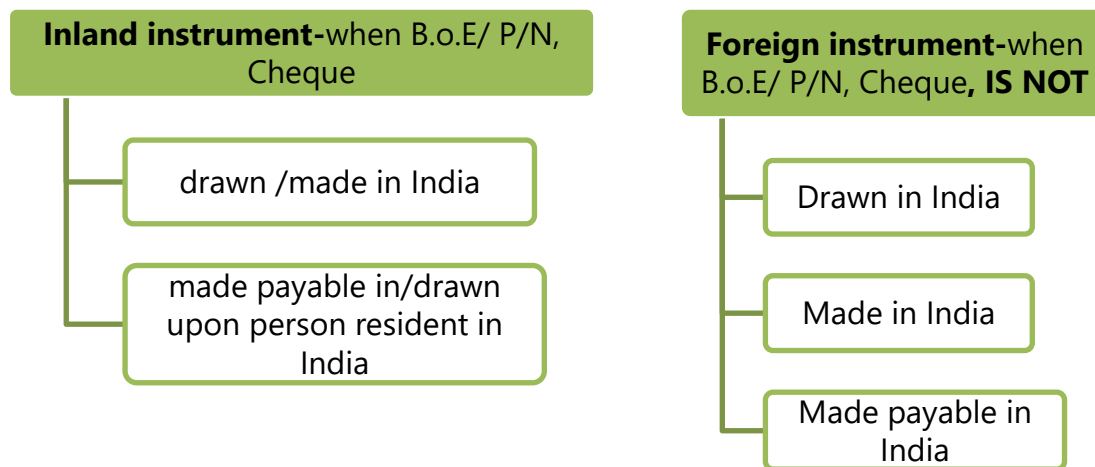 Inland instrument-when B.o.E/ P/N,
Cheque
drawn /made in India
made payable in/drawn
upon person resident in
India
Foreign instrument-when
B.o.E/ P/N, Cheque, IS NOT
Drawn in India
Made in India
Made payable in
India